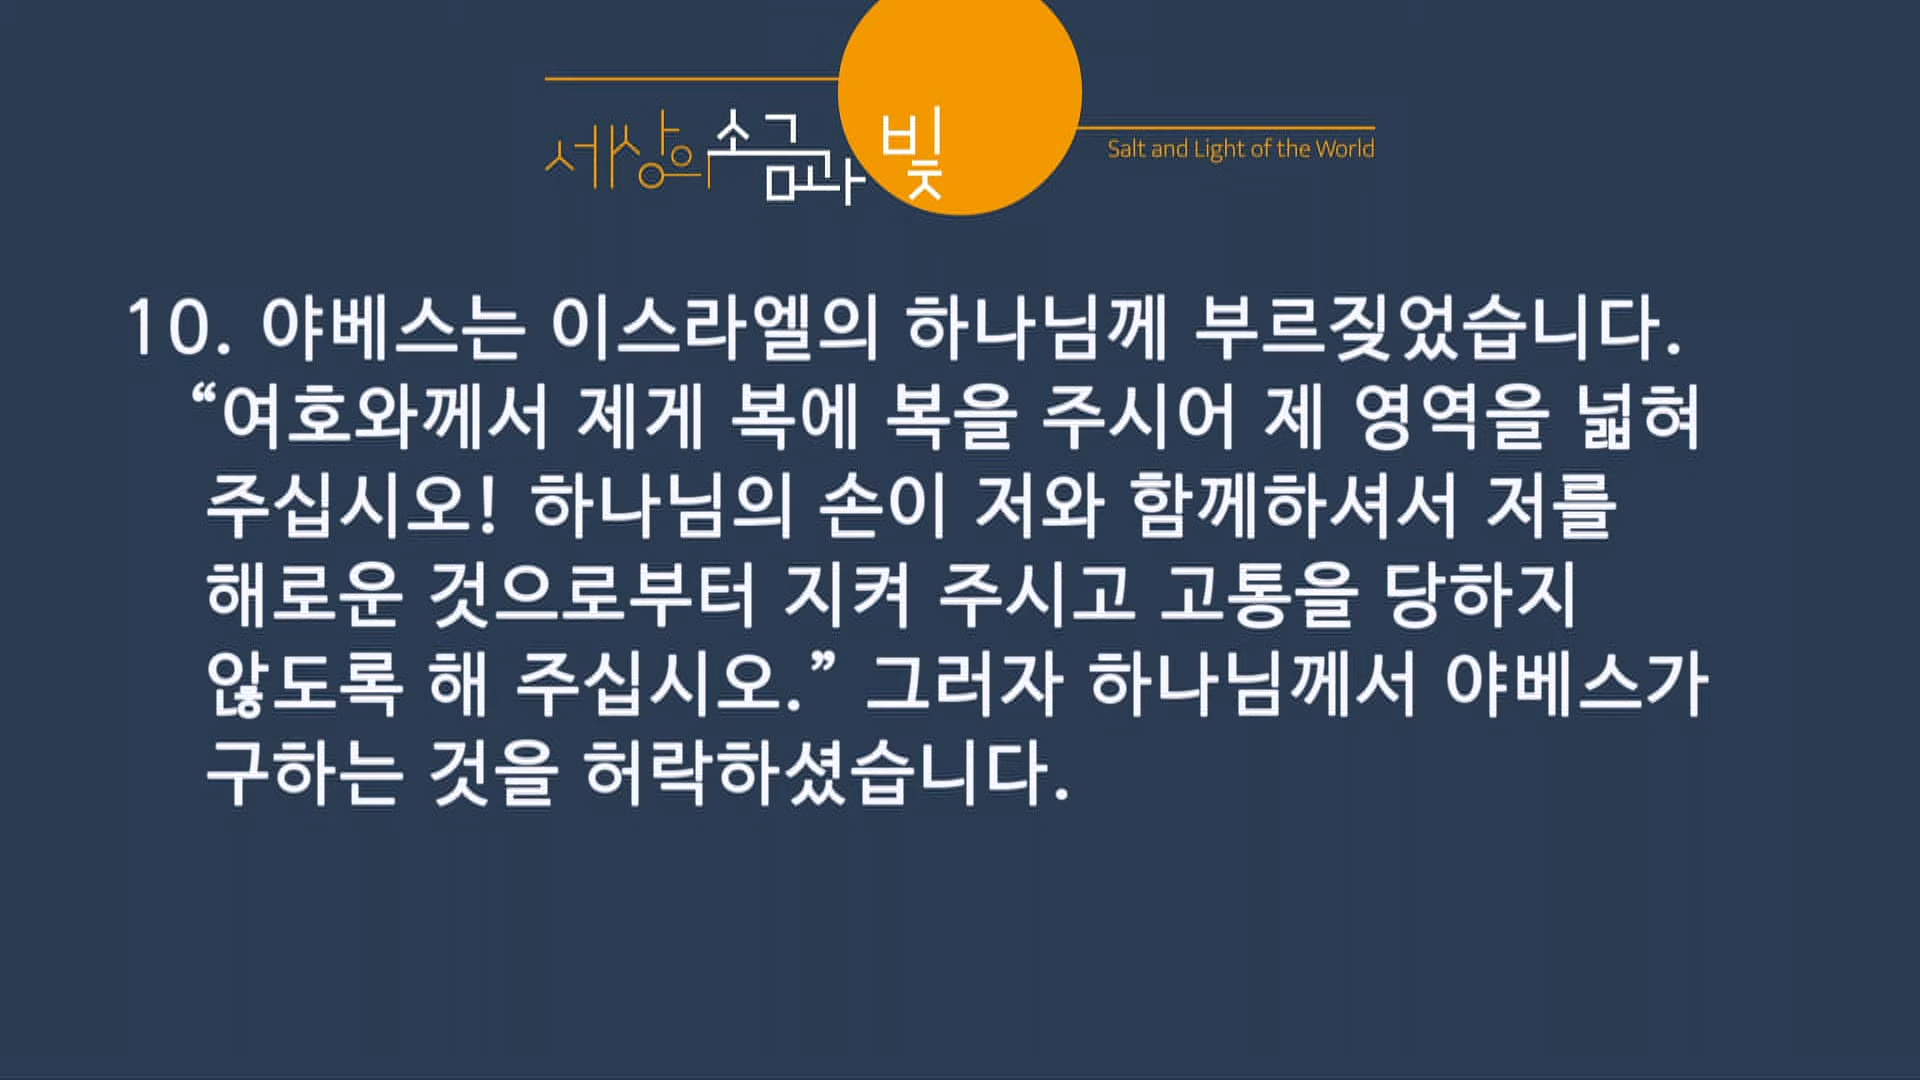 세상의 소금과 빛
Salt and Light of the World
10. 야베스는 이스라엘의 하나님께 부르짖었습니다.
“여호와께서 제게 복에 복을 주시어 제 영역을 넓혀
주십시오! 하나님의 손이 저와 함께하셔서 저를
해로운 것으로부터 지켜 주시고 고통을 당하지
않도록 해 주십시오.” 그러자 하나님께서 야베스가
구하는 것을 허락하셨습니다.